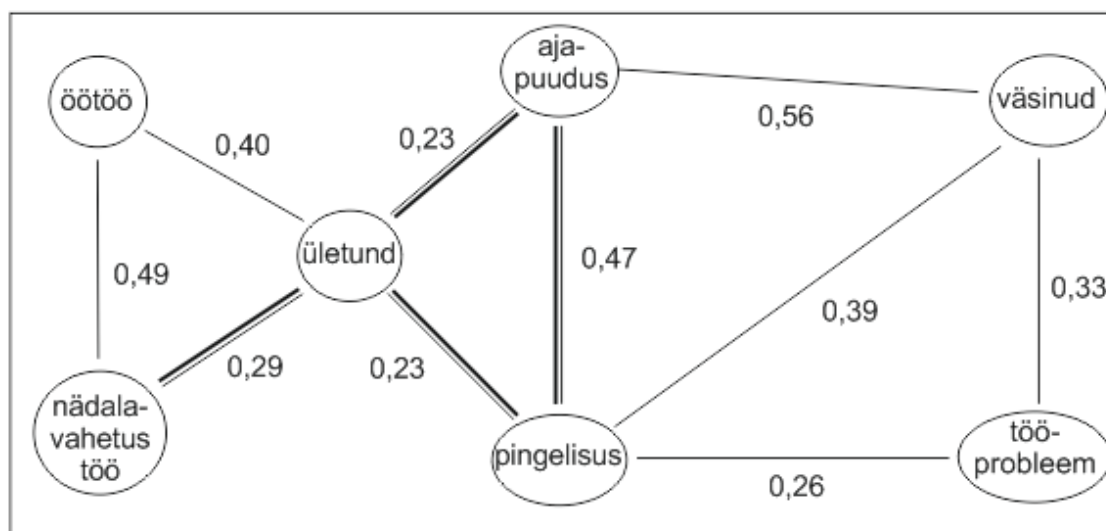 aja-
puudus
öötöö
väsinud
0,56
0,40
0,23
ületund
0,49
0,47
0,39
0,33
0,29
0,23
nädala-
vahetus
töö
pingelisus
töö-
probleem
0,26